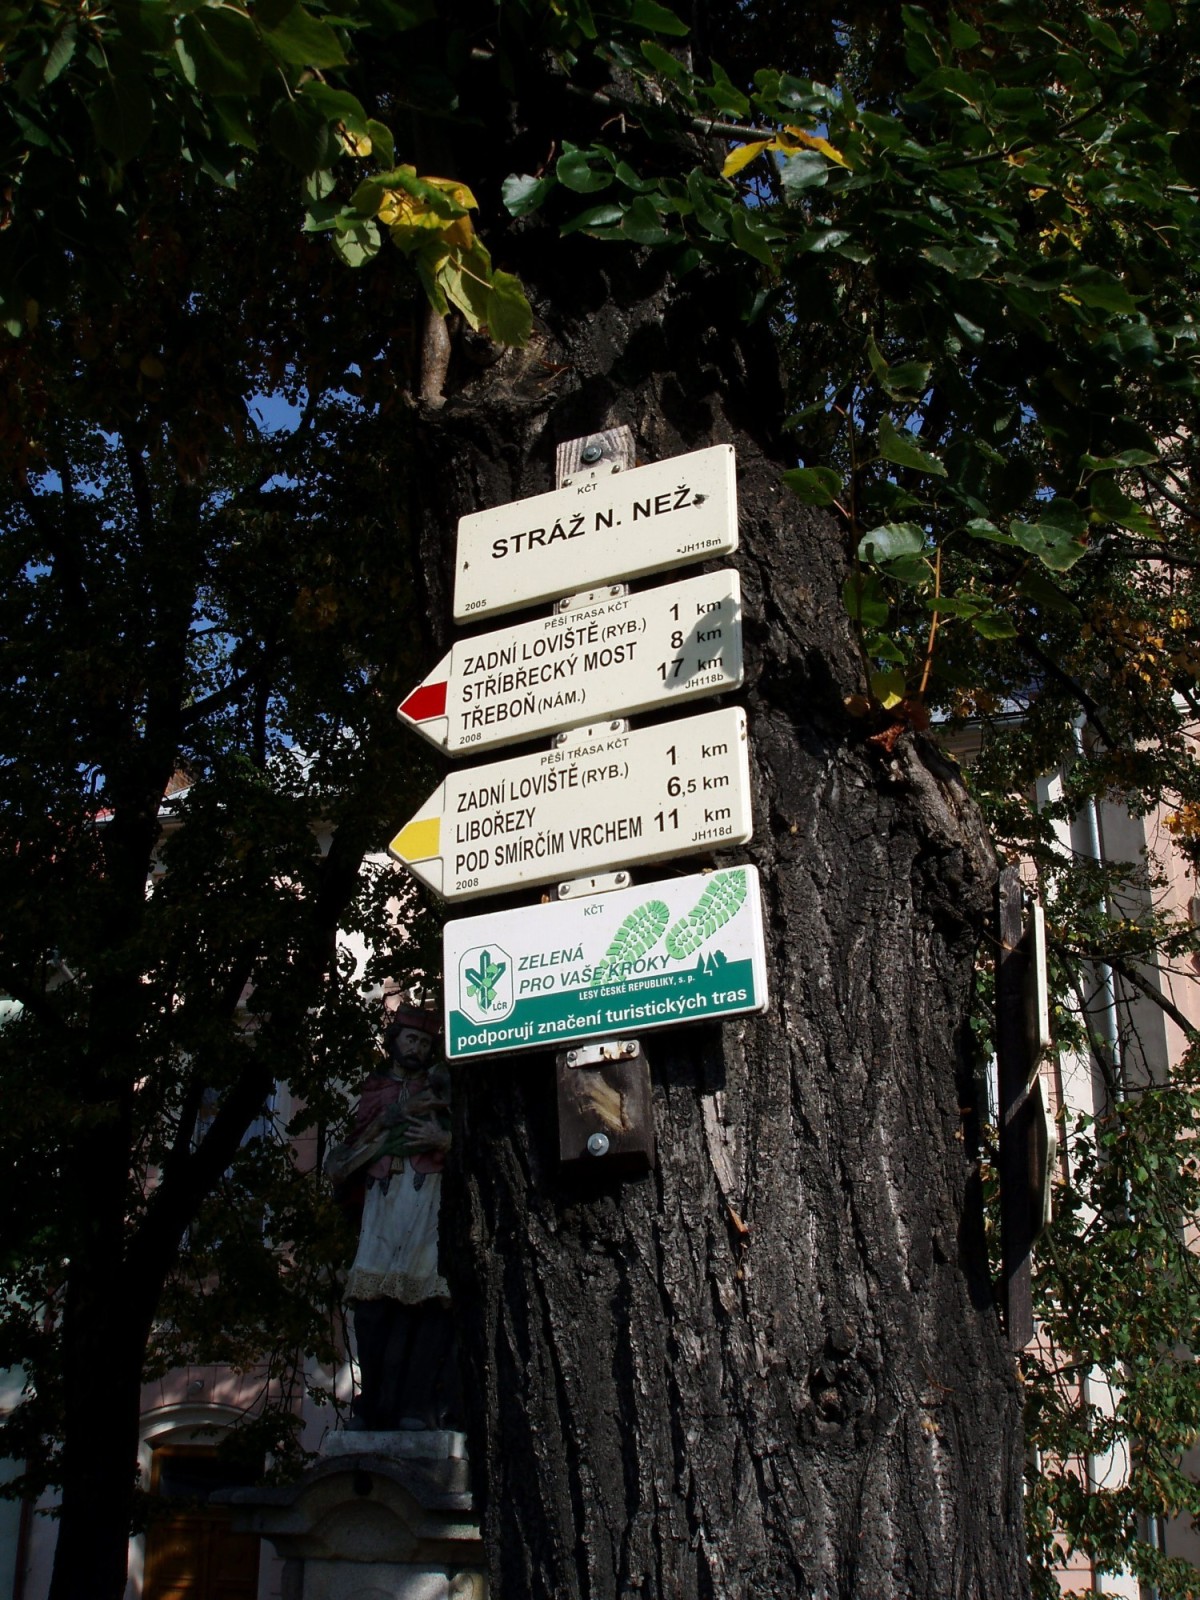 KČT
STRÁŽ N. NEŽ.
JH118m
2005
PĚŠÍ TRASA KČT
ZADNÍ LOVIŠTĚ (RYB.) 1 km
STŘÍBŘECKÝ MOST 8 km
TŘEBOŇ (NÁM.) 17 km
JH118b
2008
PĚŠÍ TRASA KČT
ZADNÍ LOVIŠTĚ (RYB.) 1 km
LIBOŘEZY 6,5 km
POD SMÍRČÍM VRCHEM 11 km
JH118d
2008
KČT
ZELENÁ
PRO VAŠE KROKY
LČR
LESY ČESKÉ REPUBLIKY, s. p.
podporují značení turistických tras